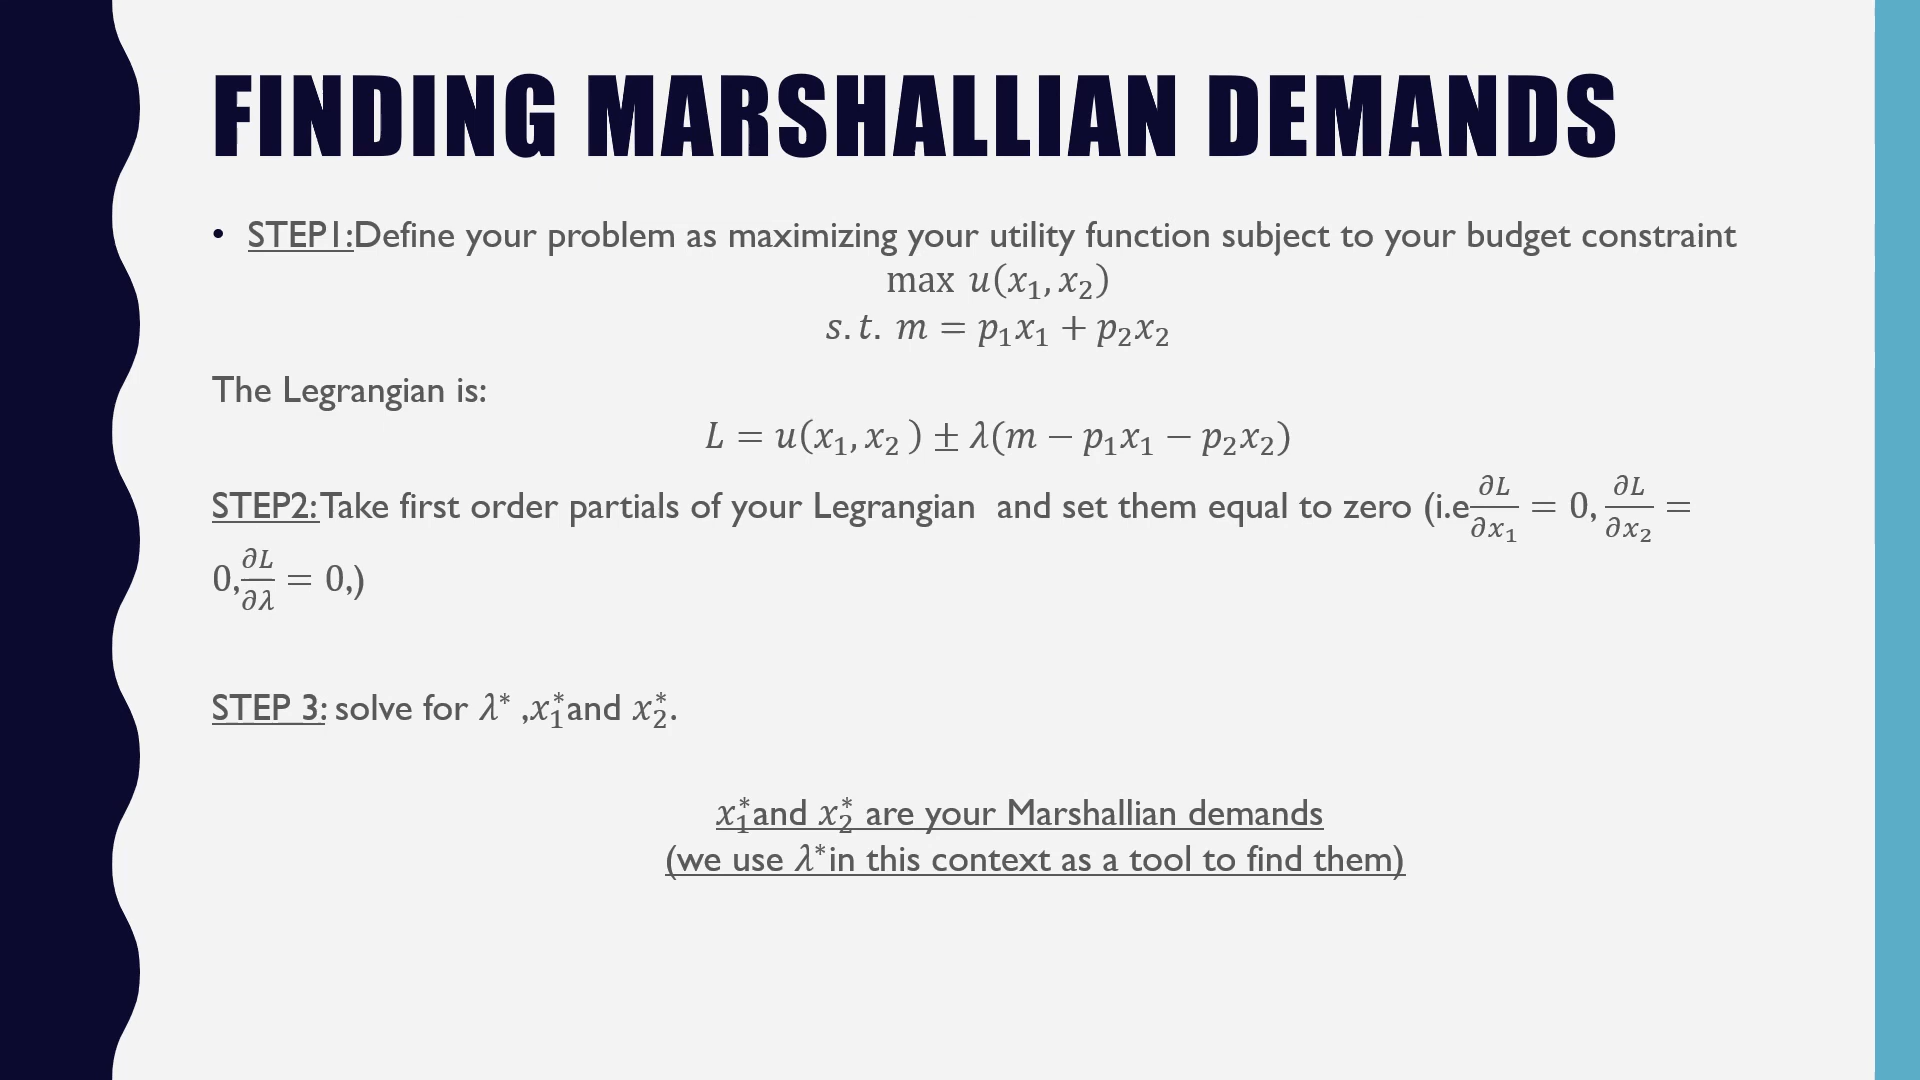 FINDING MARSHALLIAN DEMANDS
• STEP1:Define your problem as maximizing your utility function subject to your budget constraint
max u(x₁, x₂)
s.t. m = p₁x₁ + p₂x₂
The Legrangian is:
L = u(x₁, x₂ ) ± λ(m − p₁x₁ − p₂x₂)
STEP2:Take first order partials of your Legrangian and set them equal to zero (i.e ∂L/∂x₁ = 0, ∂L/∂x₂ =
0, ∂L/∂λ = 0,)
STEP 3: solve for λ* ,x₁* and x₂*.
x₁* and x₂* are your Marshallian demands
(we use λ* in this context as a tool to find them)